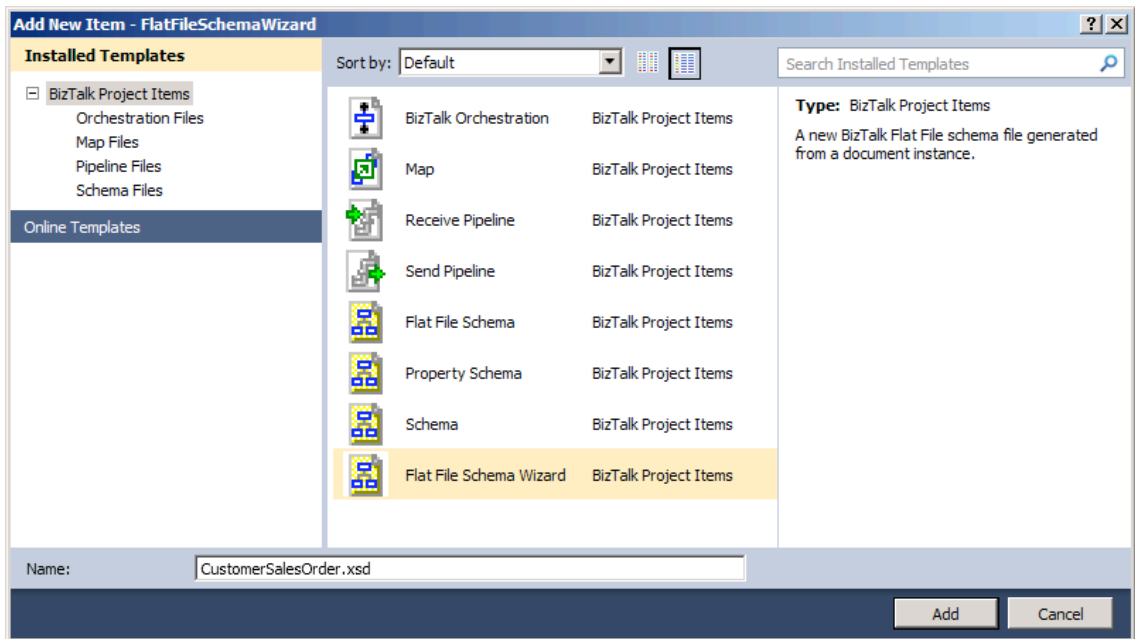 Add New Item - FlatFileSchemaWizard
Installed Templates
BizTalk Project Items
Orchestration Files
Map Files
Pipeline Files
Schema Files
Online Templates
Sort by: Default
Search Installed Templates
BizTalk Orchestration BizTalk Project Items
Map BizTalk Project Items
Receive Pipeline BizTalk Project Items
Send Pipeline BizTalk Project Items
Flat File Schema BizTalk Project Items
Property Schema BizTalk Project Items
Schema BizTalk Project Items
Flat File Schema Wizard BizTalk Project Items
Type: BizTalk Project Items
A new BizTalk Flat File schema file generated
from a document instance.
Name: CustomerSalesOrder.xsd
Add Cancel